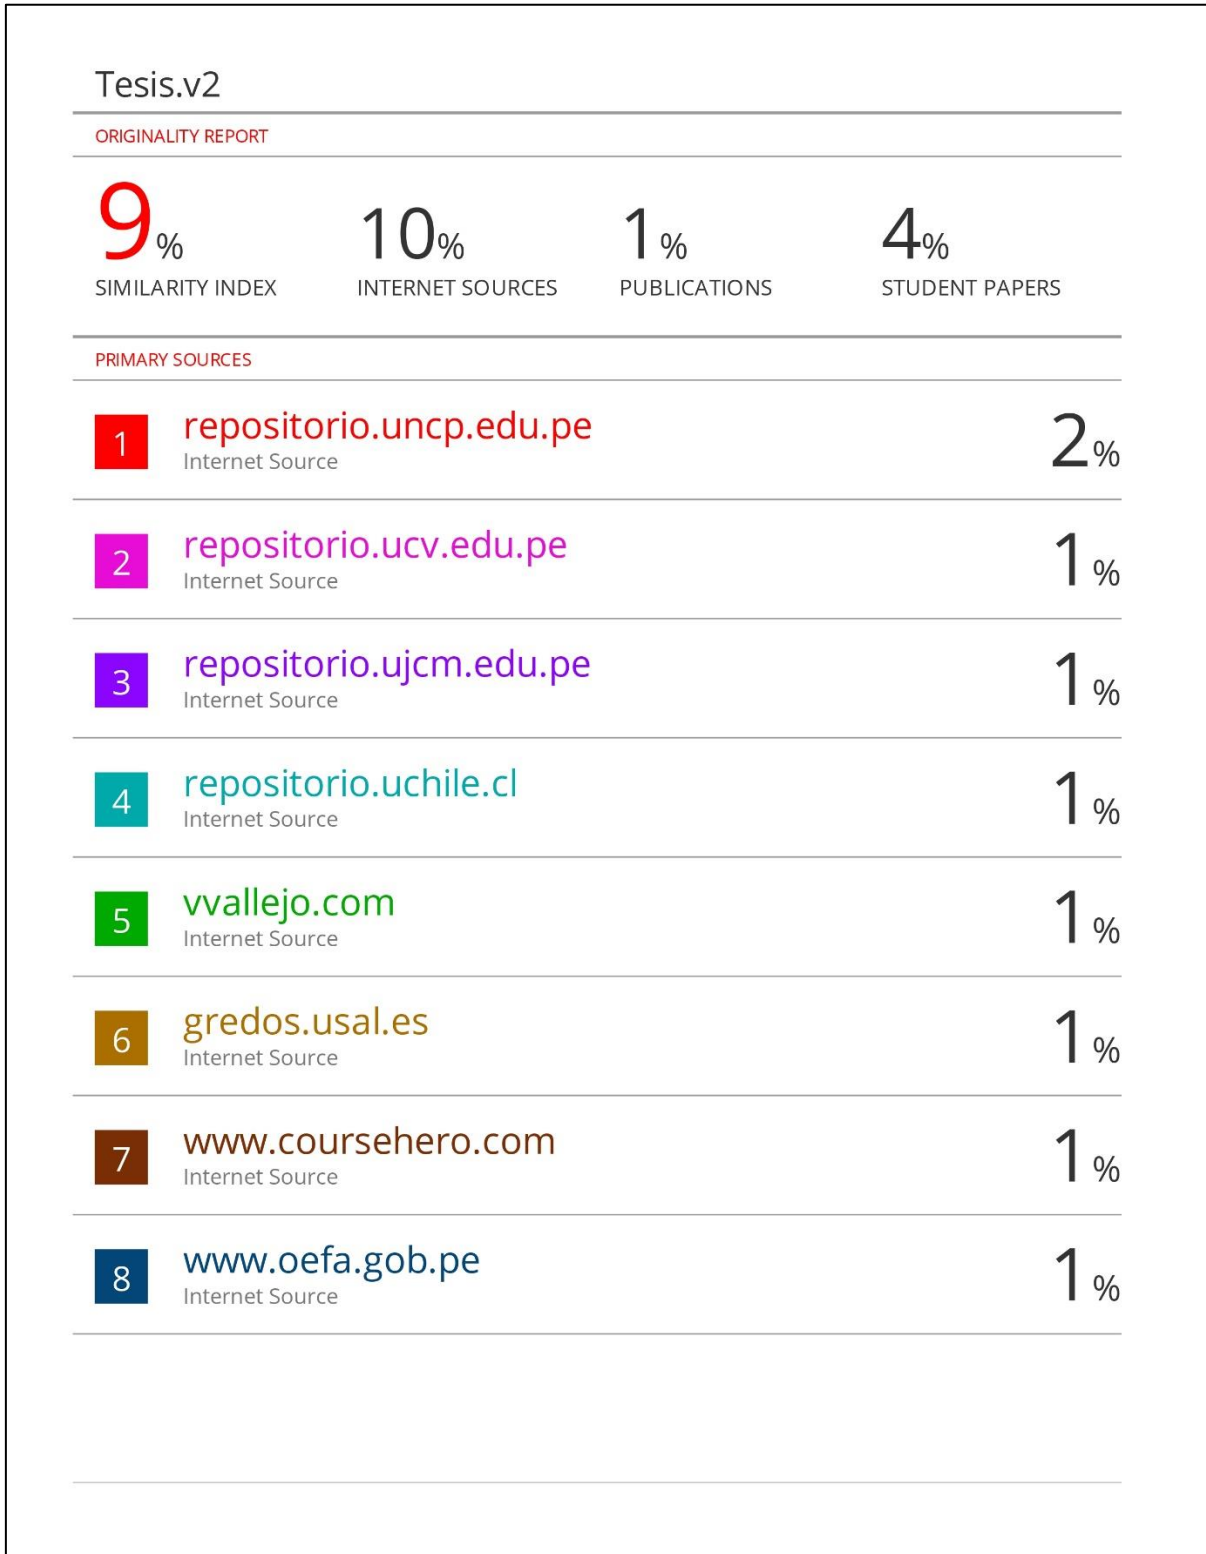 Tesis.v2
ORIGINALITY REPORT
9% 10% 1% 4%
SIMILARITY INDEX INTERNET SOURCES PUBLICATIONS STUDENT PAPERS
PRIMARY SOURCES
1 repositorio.uncp.edu.pe 2%
Internet Source
2 repositorio.ucv.edu.pe 1%
Internet Source
3 repositorio.ujcm.edu.pe 1%
Internet Source
4 repositorio.uchile.cl 1%
Internet Source
5 vvallejo.com 1%
Internet Source
6 gredos.usal.es 1%
Internet Source
7 www.coursehero.com 1%
Internet Source
8 www.oefa.gob.pe 1%
Internet Source